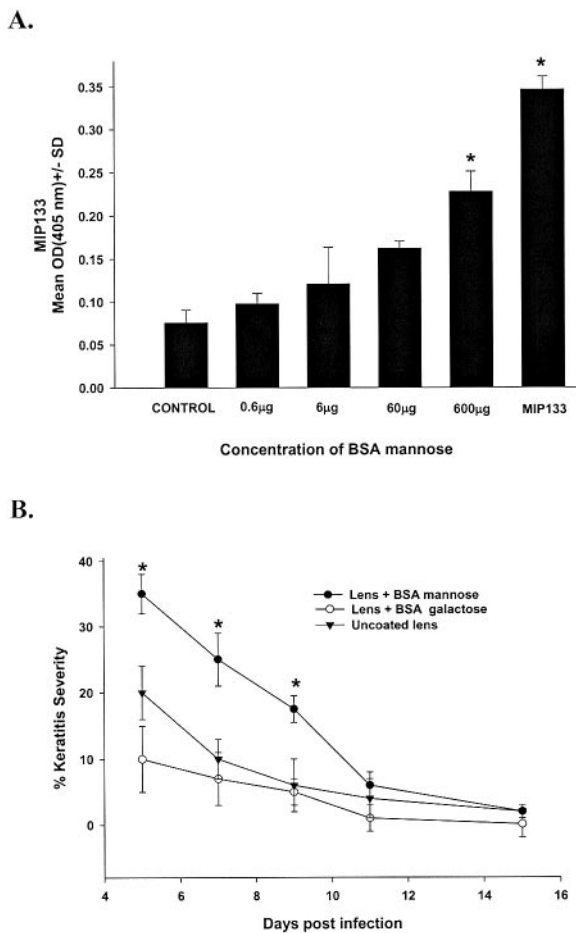 A.
MIP133
Mean OD(405 nm)+/- SD
0.35
0.30
0.25
0.20
0.15
0.10
0.05
0.00
*
*
CONTROL 0.6µg 6µg 60µg 600µg MIP133
Concentration of BSA mannose
B.
% Keratitis Severity
40
30
20
10
0
*
*
*
Lens + BSA mannose
Lens + BSA galactose
Uncoated lens
4 6 8 10 12 14 16
Days post infection